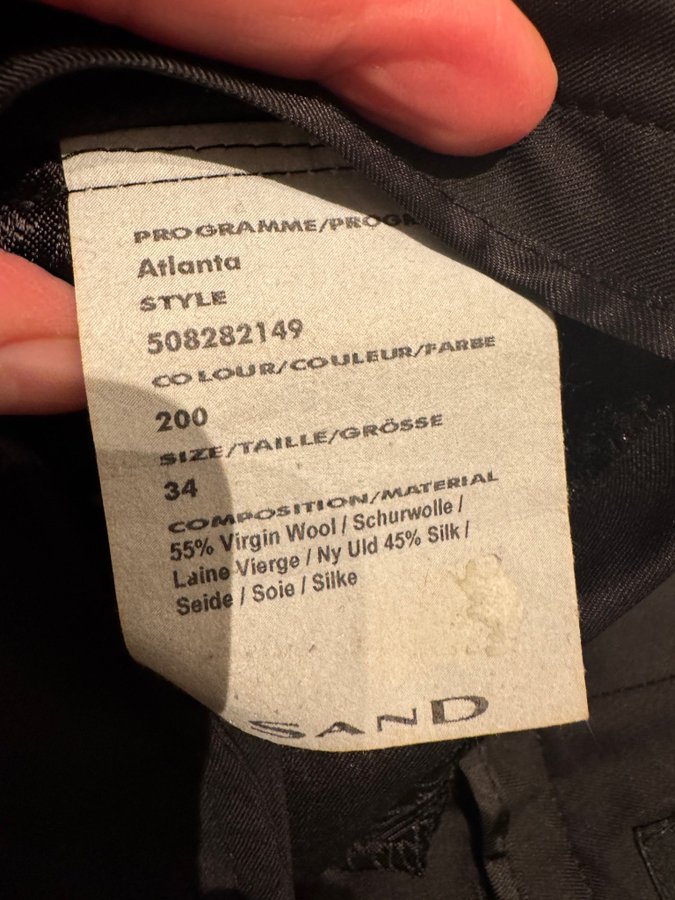 PROGRAMME/PROG
Atlanta
STYLE
508282149
COLOUR/COULEUR/FARBE
200
SIZE/TAILLE/GRÖSSE
34
COMPOSITION/MATERIAL
55% Virgin Wool / Schurwolle /
Laine Vierge / Ny Uld 45% Silk /
Seide / Soie / Silke
SAND